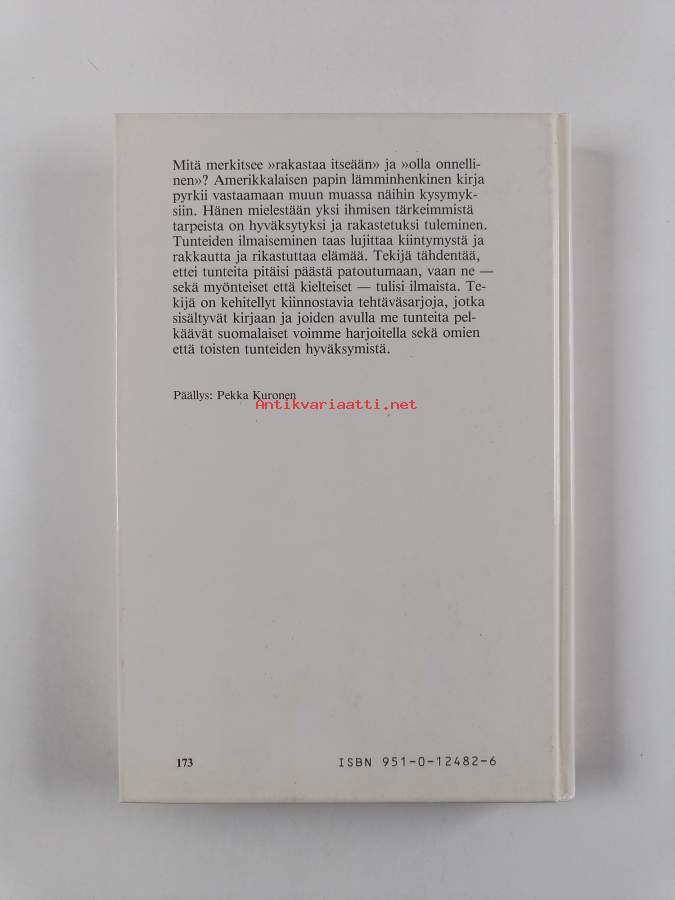 Mitä merkitsee »rakastaa itseään» ja »olla onnelli-
nen»? Amerikkalaisen papin lämminhenkinen kirja
pyrkii vastaamaan muun muassa näihin kysymyk-
siin. Hänen mielestään yksi ihmisen tärkeimmistä
tarpeista on hyväksytyksi ja rakastetuksi tuleminen.
Tunteiden ilmaiseminen taas lujittaa kiintymystä ja
rakkautta ja rikastuttaa elämää. Tekijä tähdentää,
ettei tunteita pitäisi päästä patoutumaan, vaan ne —
sekä myönteiset että kielteiset — tulisi ilmaista. Te-
kijä on kehitellyt kiinnostavia tehtäväsarjoja, jotka
sisältyvät kirjaan ja joiden avulla me tunteita pel-
käävät suomalaiset voimme harjoitella sekä omien
että toisten tunteiden hyväksymistä.
Päällys: Pekka Kuronen
Antikvariaatti.net
173
ISBN 951-0-12482-6